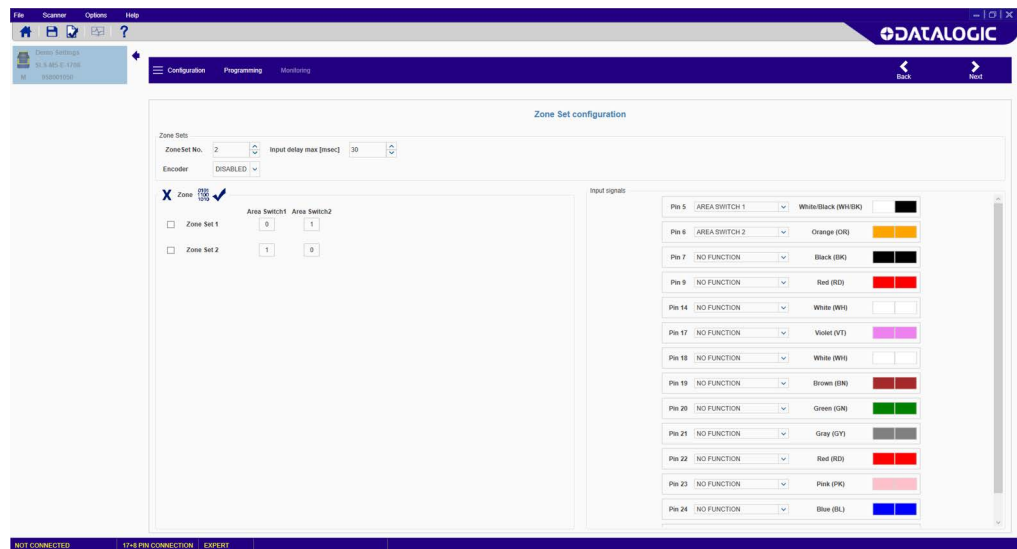 File Scanner Options Help
DATALOGIC
Demo Settings
M 958001090
Configuration Programming Monitoring
Back Next
Zone Set configuration
Zone Sets
ZoneSet No. 2 Input delay max [msec] 30
Encoder DISABLED
X Zone 0101 1100 1010
Area Switch1 Area Switch2
Zone Set 1 0 1
Zone Set 2 1 0
Input signals
Pin 5 AREA SWITCH 1 White/Black (WH/BK)
Pin 6 AREA SWITCH 2 Orange (OR)
Pin 7 NO FUNCTION Black (BK)
Pin 9 NO FUNCTION Red (RD)
Pin 14 NO FUNCTION White (WH)
Pin 17 NO FUNCTION Violet (VT)
Pin 18 NO FUNCTION White (WH)
Pin 19 NO FUNCTION Brown (BN)
Pin 20 NO FUNCTION Green (GN)
Pin 21 NO FUNCTION Gray (GY)
Pin 22 NO FUNCTION Red (RD)
Pin 23 NO FUNCTION Pink (PK)
Pin 24 NO FUNCTION Blue (BL)
NOT CONNECTED 17+8 PIN CONNECTION EXPERT